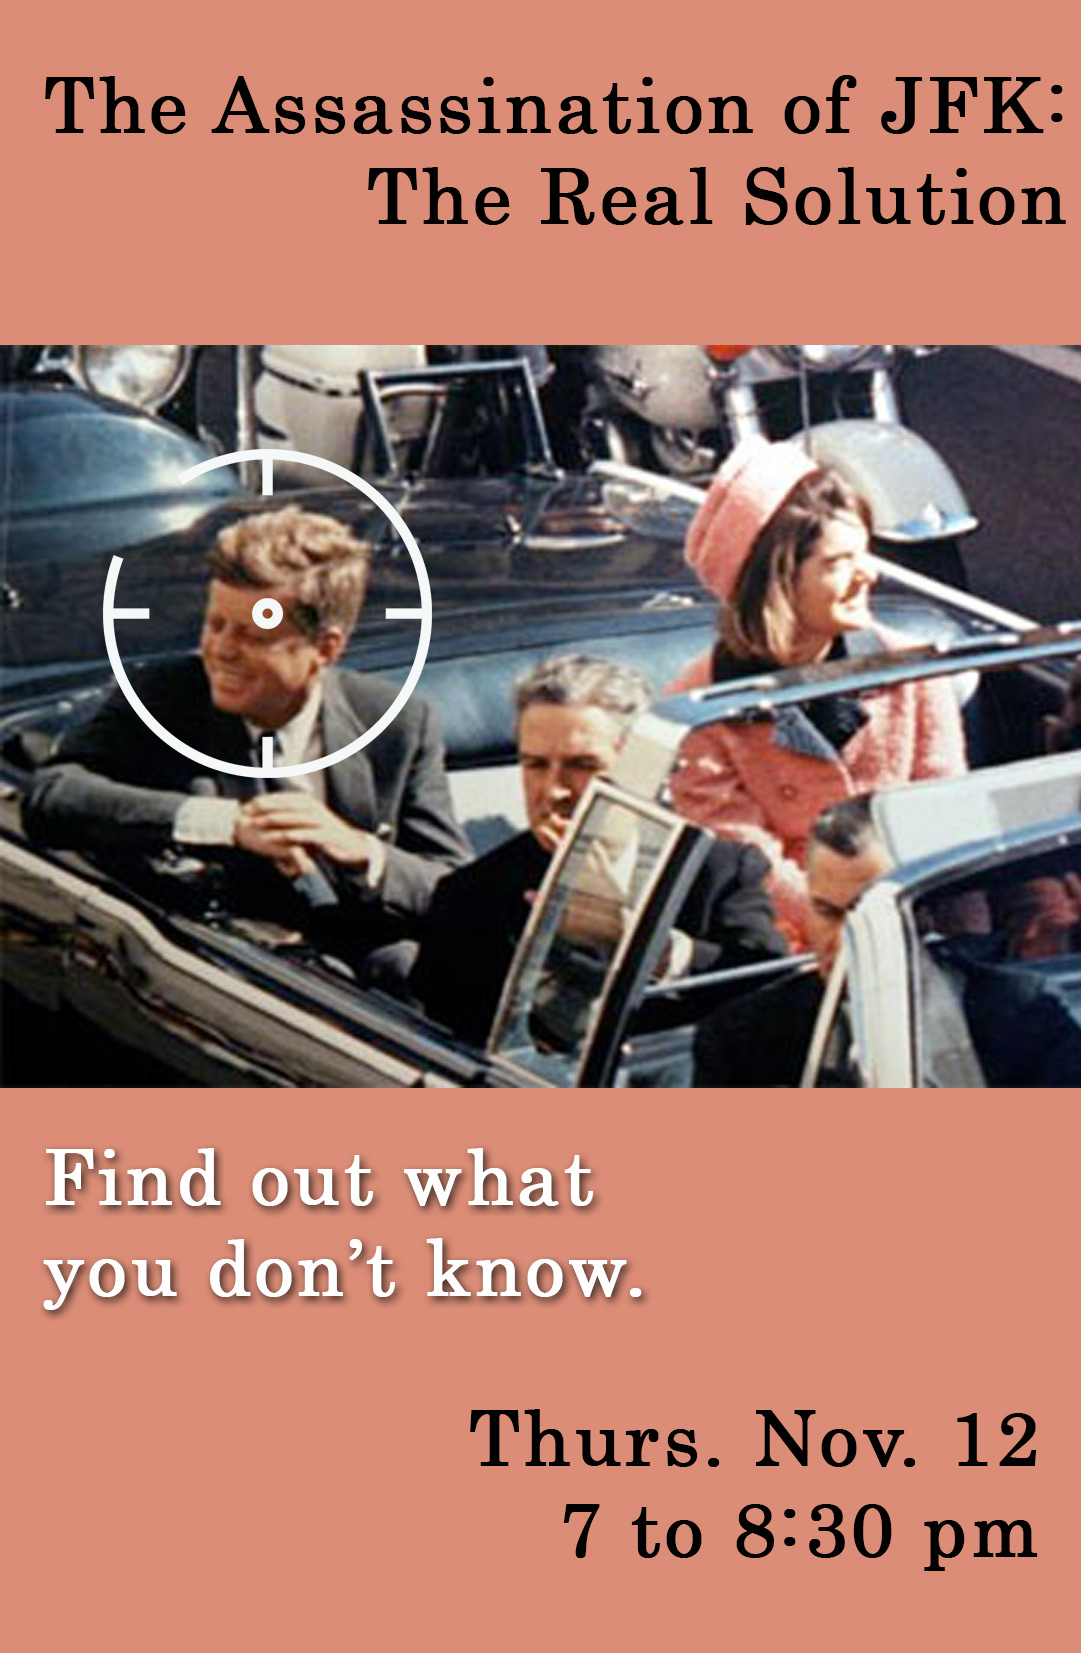 The Assassination of JFK:
The Real Solution
Find out what
you don't know.
Thurs. Nov. 12
7 to 8:30 pm